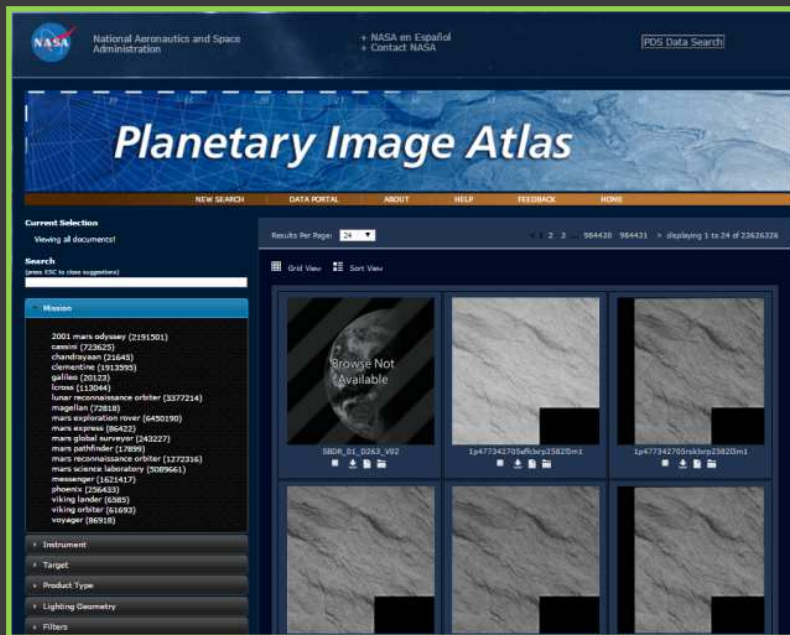 NASA
National Aeronautics and Space
Administration
+ NASA en Español
+ Contact NASA
PDS Data Search
Planetary Image Atlas
NEW SEARCH DATA PORTAL ABOUT HELP FEEDBACK HOME
Current Selection
Viewing all documents!
Search
(press ESC to close suggestions)
Results Per Page: 24
< 1 2 3 ... 984430 984431 > displaying 1 to 24 of 23626326
Grid View Sort View
Mission
2001 mars odyssey (2191501)
cassini (723625)
chandrayaan (21645)
clementine (1913595)
galileo (20123)
lcross (113044)
lunar reconnaissance orbiter (3377214)
magellan (72818)
mars exploration rover (6450190)
mars express (86422)
mars global surveyor (243227)
mars pathfinder (17899)
mars reconnaissance orbiter (1272316)
mars science laboratory (5089661)
messenger (1621417)
phoenix (256433)
viking lander (6585)
viking orbiter (61693)
voyager (86918)
Instrument
Target
Product Type
Lighting Geometry
Filters
Browse Not
Available
SBDR_01_D263_V02